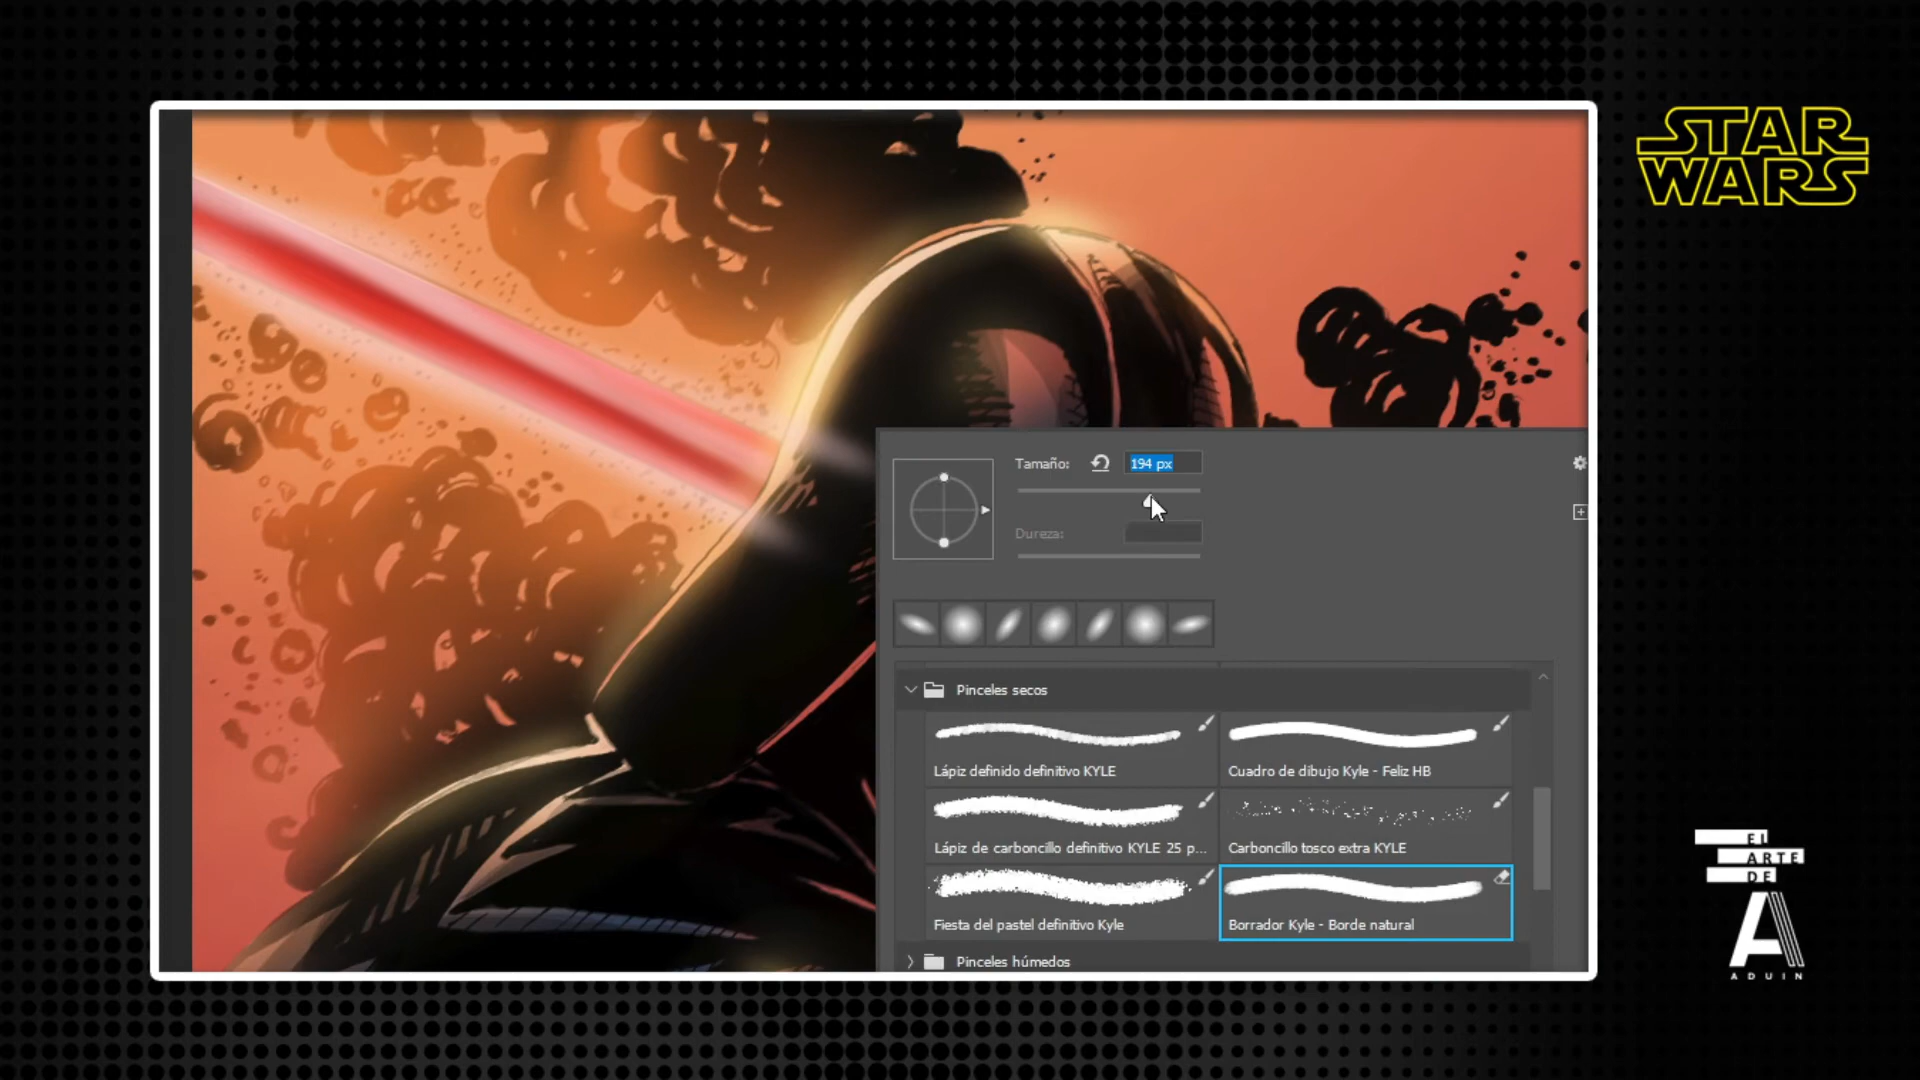 STAR
WARS
Tamaño:
194 px
Dureza:
Pinceles secos
Lápiz definido definitivo KYLE
Cuadro de dibujo Kyle - Feliz HB
Lápiz de carboncillo definitivo KYLE 25 p...
Carboncillo tosco extra KYLE
Fiesta del pastel definitivo Kyle
Borrador Kyle - Borde natural
Pinceles húmedos
EL
ARTE
DE
A
ADUIN